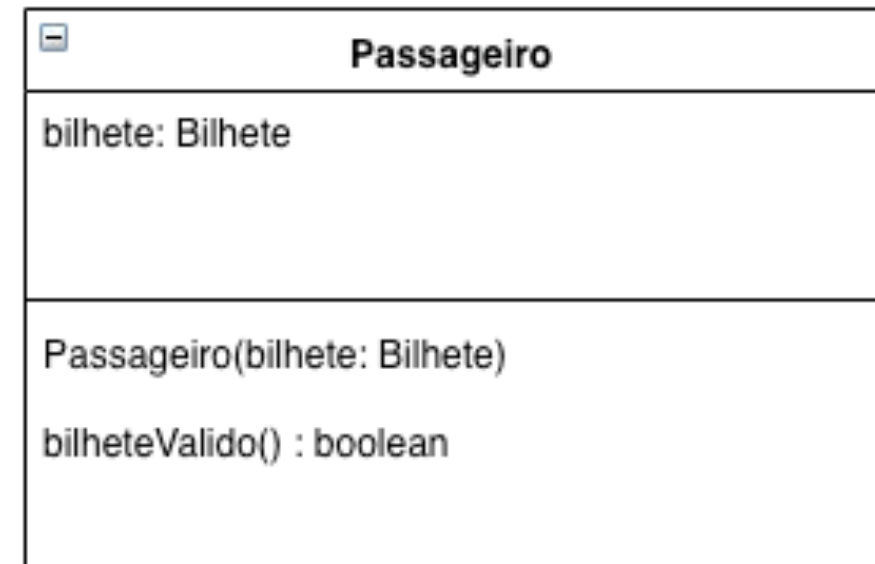 Passageiro
bilhete: Bilhete
Passageiro(bilhete: Bilhete)
bilheteValido() : boolean